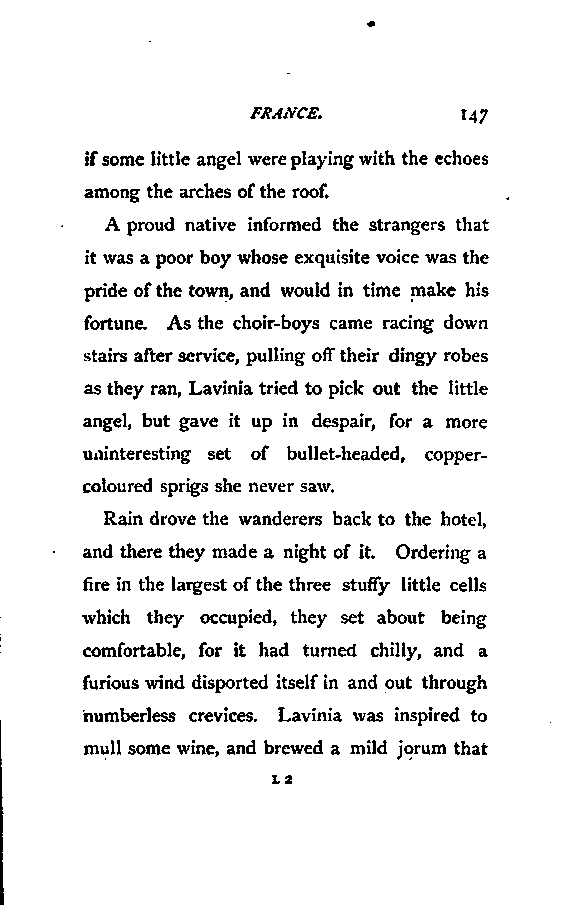 FRANCE. 147
if some little angel were playing with the echoes
among the arches of the roof.
A proud native informed the strangers that
it was a poor boy whose exquisite voice was the
pride of the town, and would in time make his
fortune. As the choir-boys came racing down
stairs after service, pulling off their dingy robes
as they ran, Lavinia tried to pick out the little
angel, but gave it up in despair, for a more
uninteresting set of bullet-headed, copper-
coloured sprigs she never saw.
Rain drove the wanderers back to the hotel,
and there they made a night of it. Ordering a
fire in the largest of the three stuffy little cells
which they occupied, they set about being
comfortable, for it had turned chilly, and a
furious wind disported itself in and out through
numberless crevices. Lavinia was inspired to
mull some wine, and brewed a mild jorum that
L 2